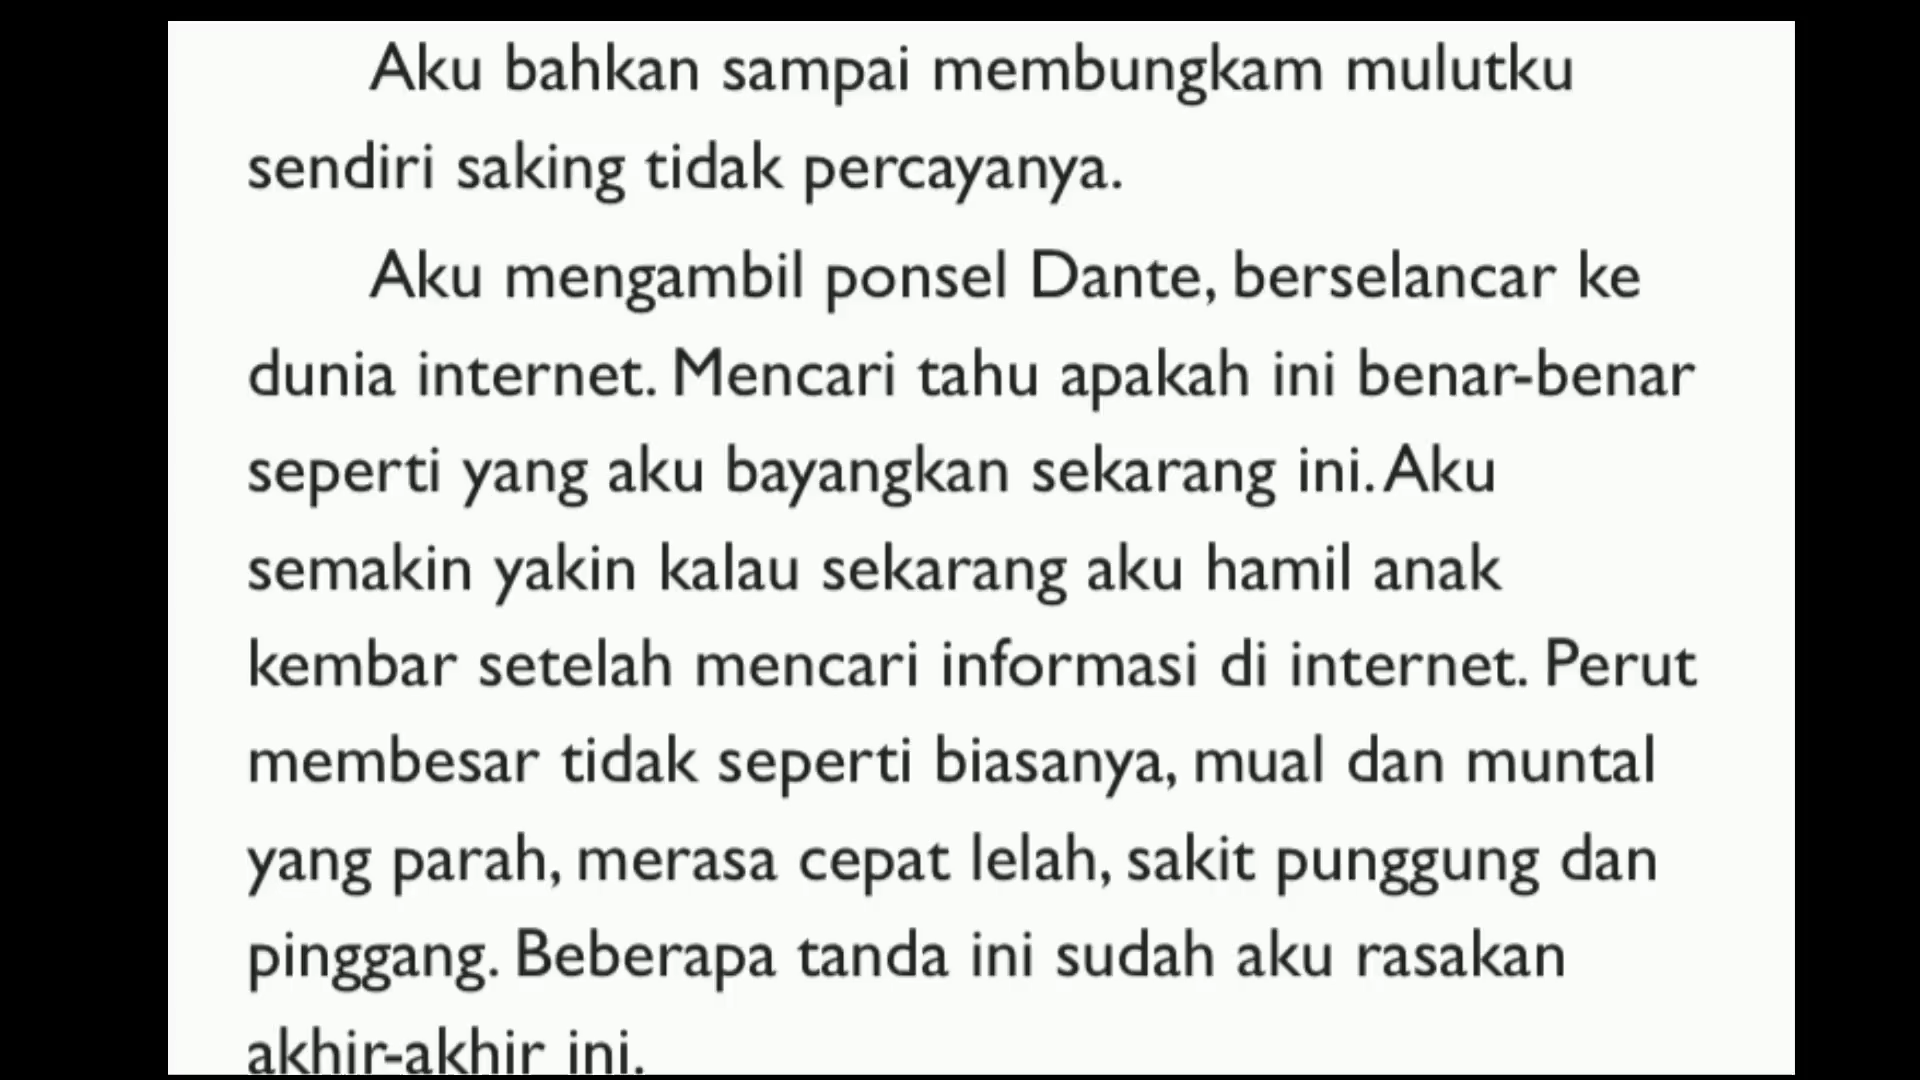 Aku bahkan sampai membungkam mulutku
sendiri saking tidak percayanya.
Aku mengambil ponsel Dante, berselancar ke
dunia internet. Mencari tahu apakah ini benar-benar
seperti yang aku bayangkan sekarang ini. Aku
semakin yakin kalau sekarang aku hamil anak
kembar setelah mencari informasi di internet. Perut
membesar tidak seperti biasanya, mual dan muntal
yang parah, merasa cepat lelah, sakit punggung dan
pinggang. Beberapa tanda ini sudah aku rasakan
akhir-akhir ini.